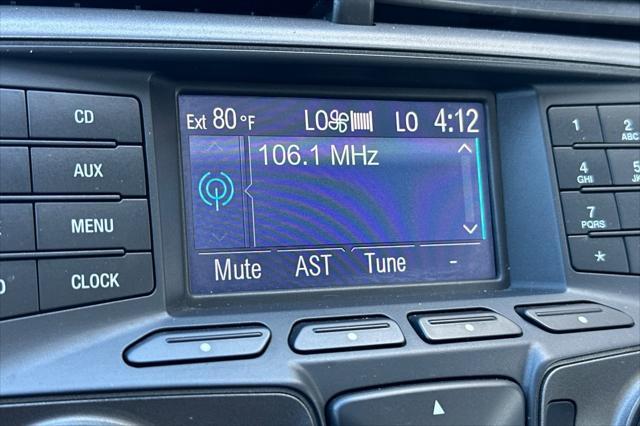 Ext 80 °F LO LO 4:12
106.1 MHz
Mute AST Tune -
CD
AUX
MENU
CLOCK
1
2 ABC
4 GHI
5
7 PQRS
*